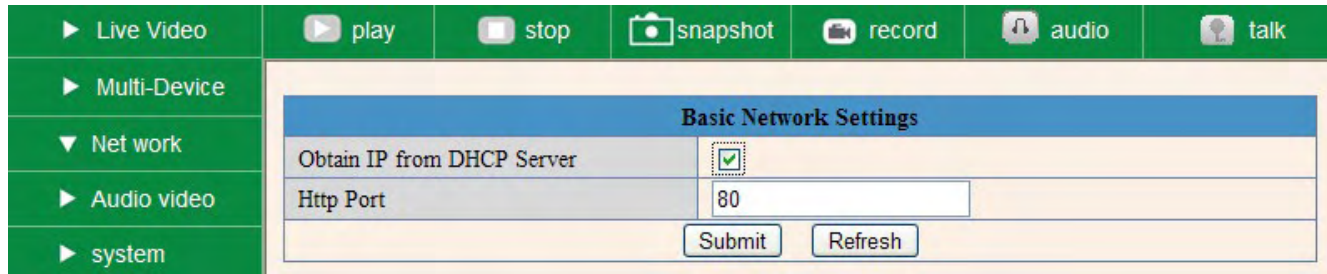 Live Video
play
stop
snapshot
record
audio
talk
Multi-Device
Net work
Audio video
system
Basic Network Settings
Obtain IP from DHCP Server
Http Port
80
Submit
Refresh